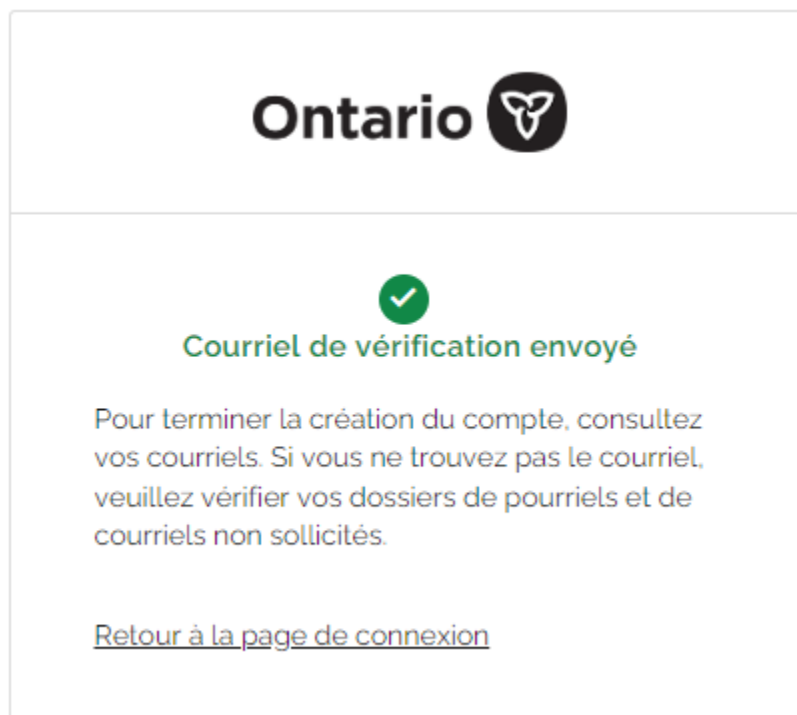 Ontario
Courriel de vérification envoyé
Pour terminer la création du compte, consultez
vos courriels. Si vous ne trouvez pas le courriel,
veuillez vérifier vos dossiers de pourriels et de
courriels non sollicités.
Retour à la page de connexion